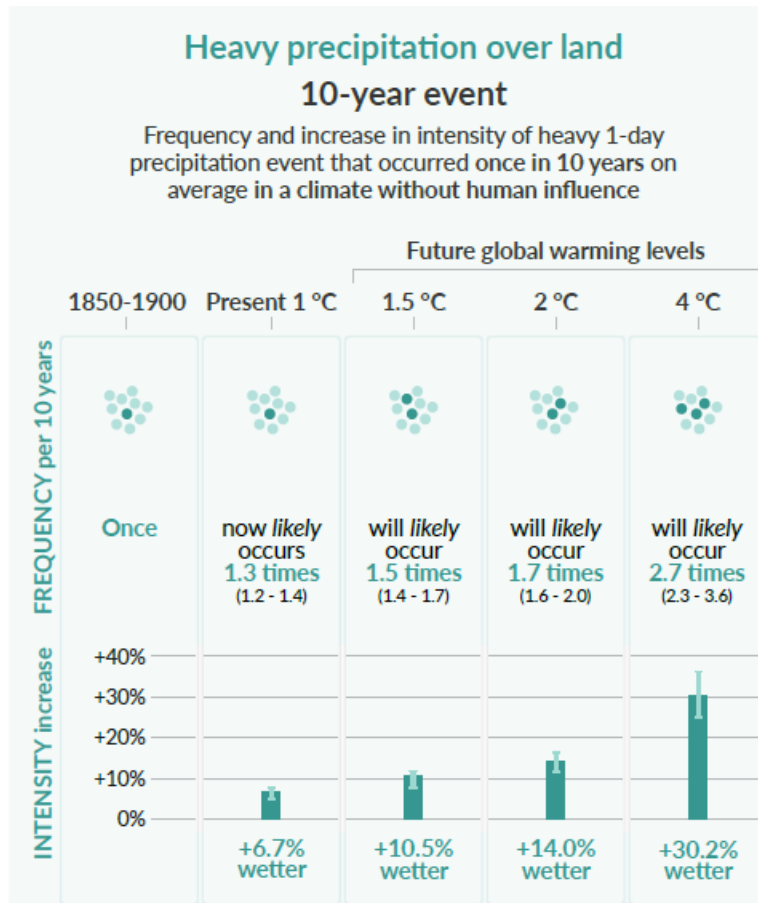 Heavy precipitation over land
10-year event
Frequency and increase in intensity of heavy 1-day
precipitation event that occurred once in 10 years on
average in a climate without human influence
Future global warming levels
1850-1900
Present 1 °C
1.5 °C
2 °C
4 °C
FREQUENCY per 10 years
Once
now likely
occurs
1.3 times
(1.2 - 1.4)
will likely
occur
1.5 times
(1.4 - 1.7)
will likely
occur
1.7 times
(1.6 - 2.0)
will likely
occur
2.7 times
(2.3 - 3.6)
INTENSITY increase
+40%
+30%
+20%
+10%
0%
+6.7%
wetter
+10.5%
wetter
+14.0%
wetter
+30.2%
wetter